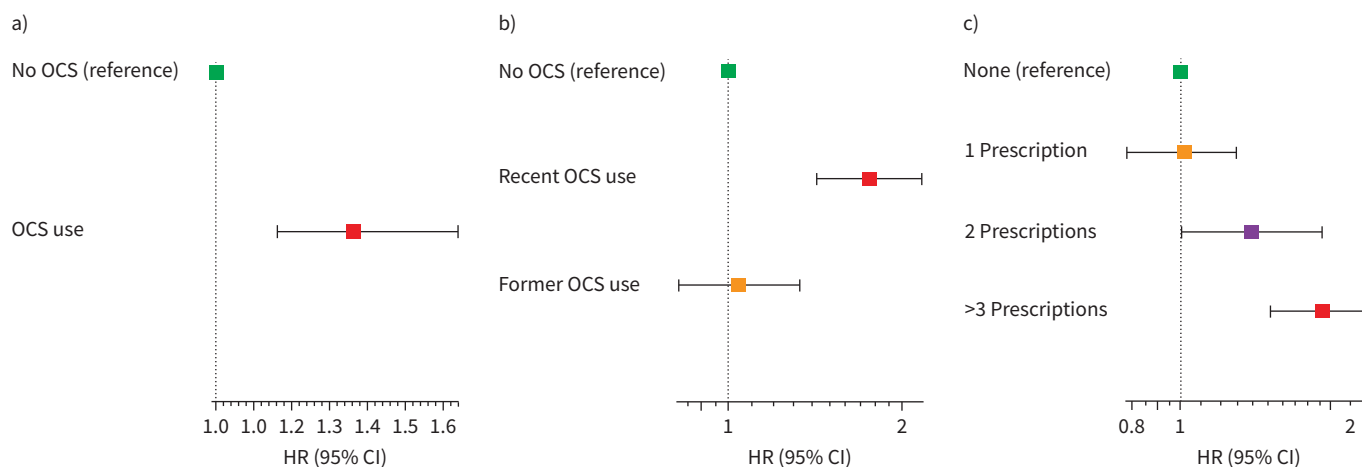 a)
No OCS (reference)
OCS use
1.0 1.0 1.2 1.3 1.4 1.5 1.6
HR (95% CI)
b)
No OCS (reference)
Recent OCS use
Former OCS use
1 2
HR (95% CI)
c)
None (reference)
1 Prescription
2 Prescriptions
>3 Prescriptions
0.8 1 2
HR (95% CI)